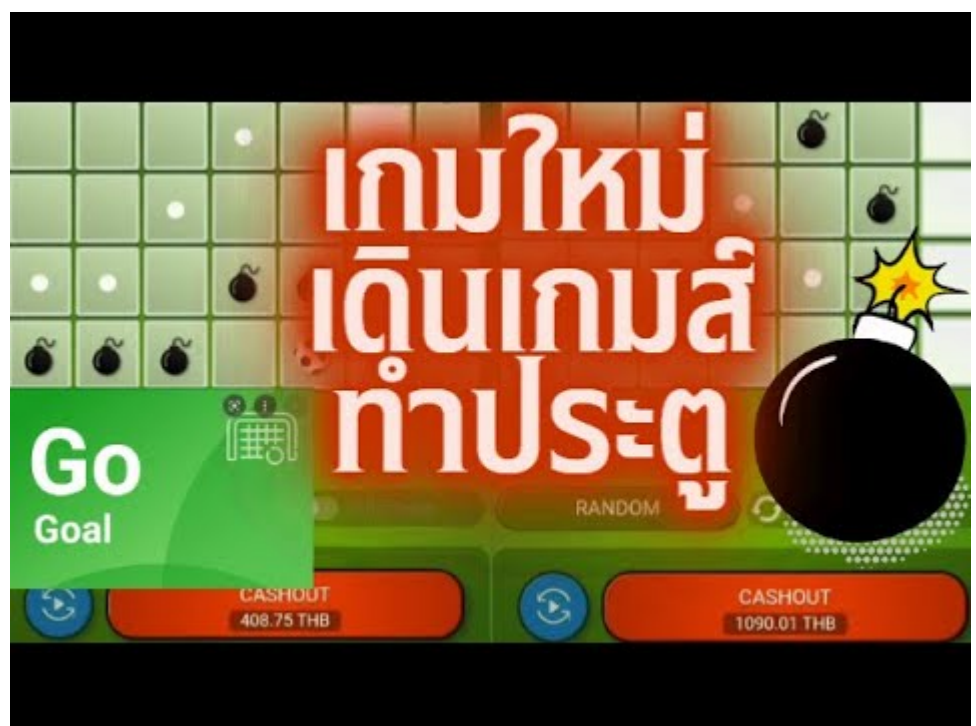 เกมใหม่
เดินเกมส์
ทำประตู
Go
Goal
RANDOM
CASHOUT
408.75 THB
CASHOUT
1090.01 THB